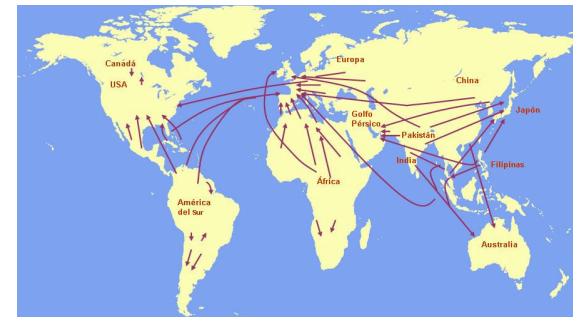 Canadá
USA
Europa
China
Golfo
Pérsico
Japón
Pakistán
India
Filipinas
África
América
del Sur
Australia